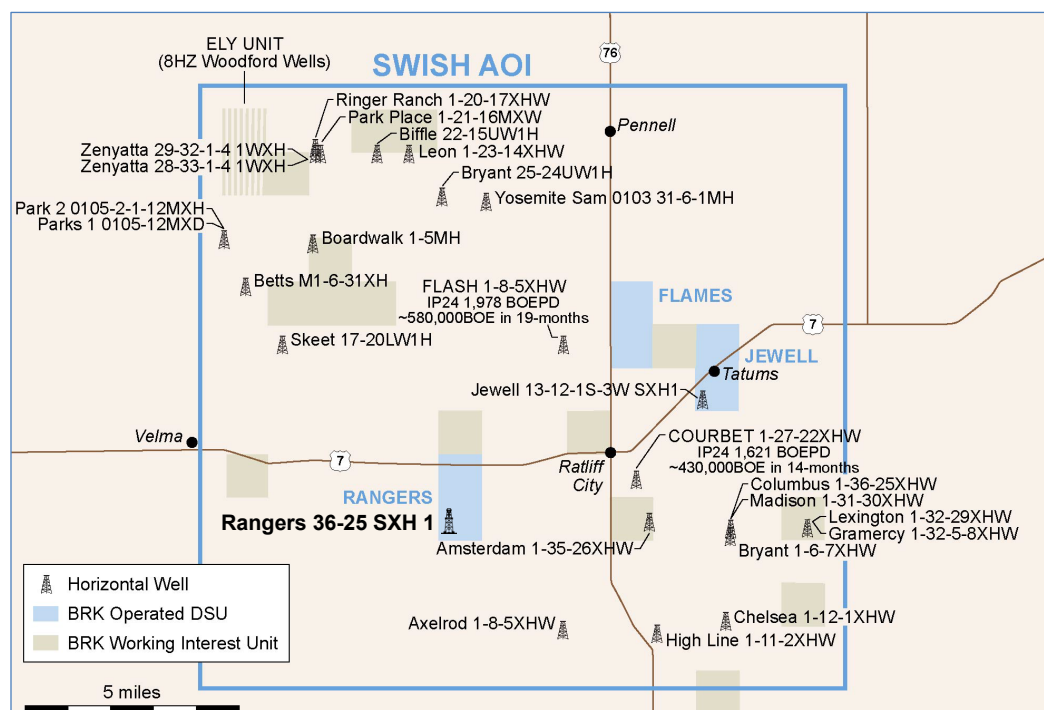 ELY UNIT
(8HZ Woodford Wells)
SWISH AOI
76
Ringer Ranch 1-20-17XHW
Park Place 1-21-16MXW
Biffle 22-15UW1H
Pennell
Zenyatta 29-32-1-4 1WXH
Zenyatta 28-33-1-4 1WXH
Leon 1-23-14XHW
Bryant 25-24UW1H
Yosemite Sam 0103 31-6-1MH
Park 2 0105-2-1-12MXH
Parks 1 0105-12MXD
Boardwalk 1-5MH
Betts M1-6-31XH
FLASH 1-8-5XHW
IP24 1,978 BOEPD
~580,000BOE in 19-months
FLAMES
7
Skeet 17-20LW1H
JEWELL
Tatums
Jewell 13-12-1S-3W SXH1
Velma
COURBET 1-27-22XHW
IP24 1,621 BOEPD
~430,000BOE in 14-months
7
Ratliff
City
Columbus 1-36-25XHW
Madison 1-31-30XHW
RANGERS
Rangers 36-25 SXH 1
Lexington 1-32-29XHW
Gramercy 1-32-5-8XHW
Amsterdam 1-35-26XHW
Bryant 1-6-7XHW
Horizontal Well
BRK Operated DSU
BRK Working Interest Unit
Axelrod 1-8-5XHW
Chelsea 1-12-1XHW
High Line 1-11-2XHW
5 miles